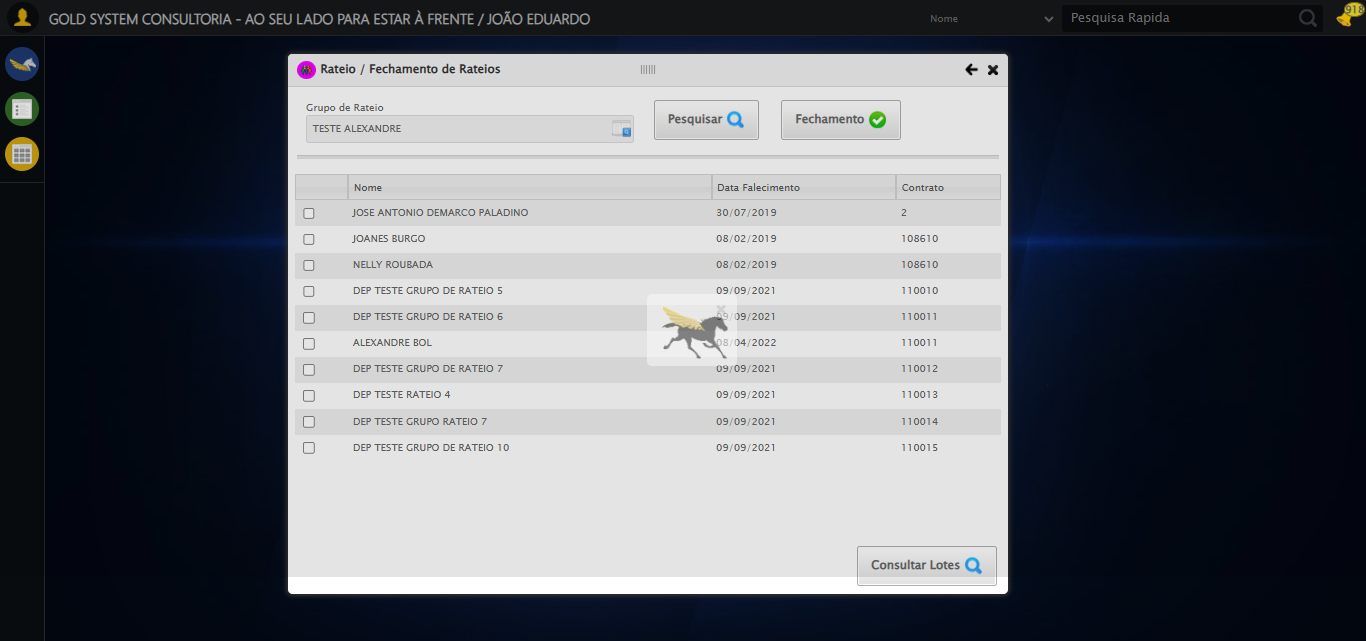 GOLD SYSTEM CONSULTORIA - AO SEU LADO PARA ESTAR À FRENTE / JOÃO EDUARDO
Nome
Pesquisa Rapida
918
Rateio / Fechamento de Rateios
Grupo de Rateio
TESTE ALEXANDRE
Pesquisar
Fechamento
Nome Data Falecimento Contrato
JOSE ANTONIO DEMARCO PALADINO 30/07/2019 2
JOANES BURGO 08/02/2019 108610
NELLY ROUBADA 08/02/2019 108610
DEP TESTE GRUPO DE RATEIO 5 09/09/2021 110010
DEP TESTE GRUPO DE RATEIO 6 09/09/2021 110011
ALEXANDRE BOL 08/04/2022 110011
DEP TESTE GRUPO DE RATEIO 7 09/09/2021 110012
DEP TESTE RATEIO 4 09/09/2021 110013
DEP TESTE GRUPO RATEIO 7 09/09/2021 110014
DEP TESTE GRUPO DE RATEIO 10 09/09/2021 110015
Consultar Lotes